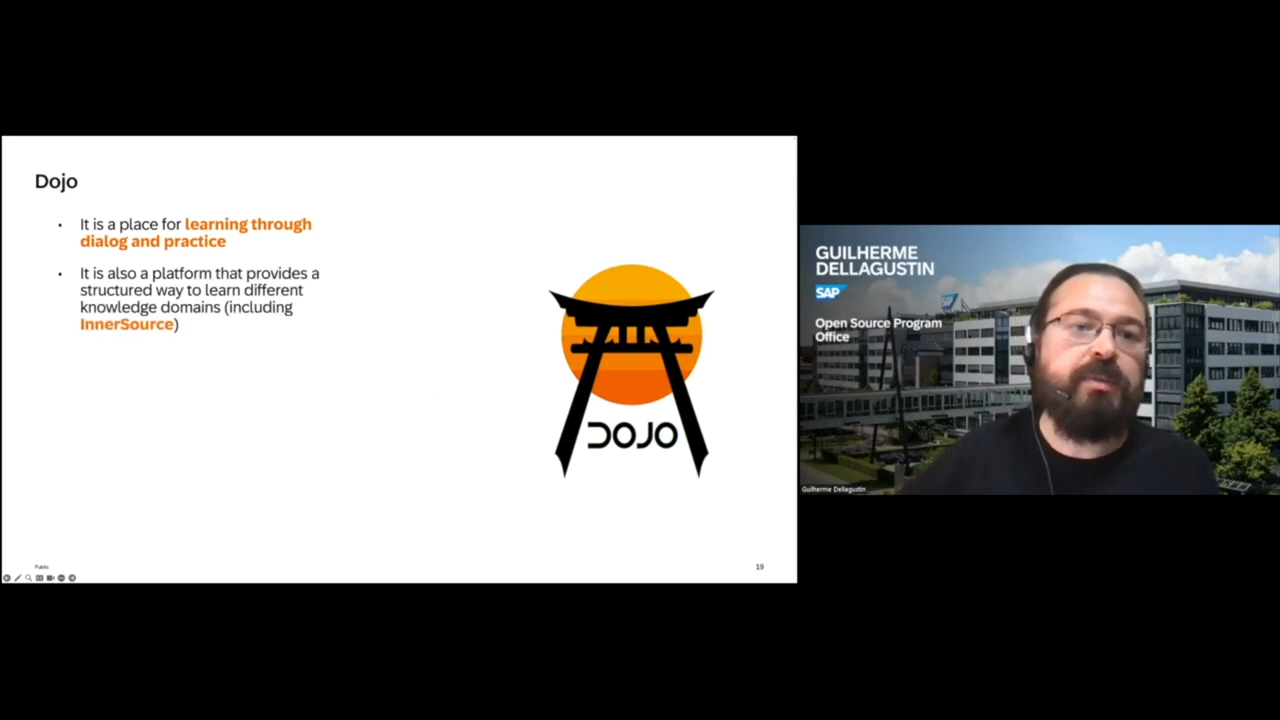 Dojo
• It is a place for learning through
dialog and practice
• It is also a platform that provides a
structured way to learn different
knowledge domains (including
InnerSource)
DOJO
Public
19
GUILHERME
DELLAGUSTIN
SAP
Open Source Program
Office
Guilherme Dellagustin